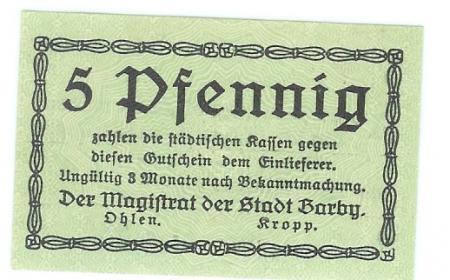 5 Pfennig
zahlen die städtischen Kassen gegen
diesen Gutschein dem Einlieferer.
Ungültig 3 Monate nach Bekanntmachung.
Der Magistrat der Stadt Barby.
Ohlen. Kropp.